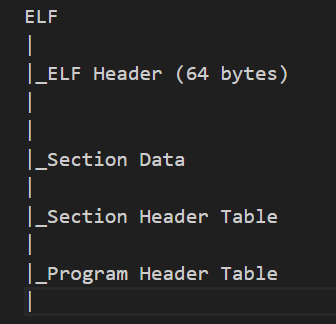 ELF
|
|_ELF Header (64 bytes)
|
|
|_Section Data
|
|_Section Header Table
|
|_Program Header Table
|